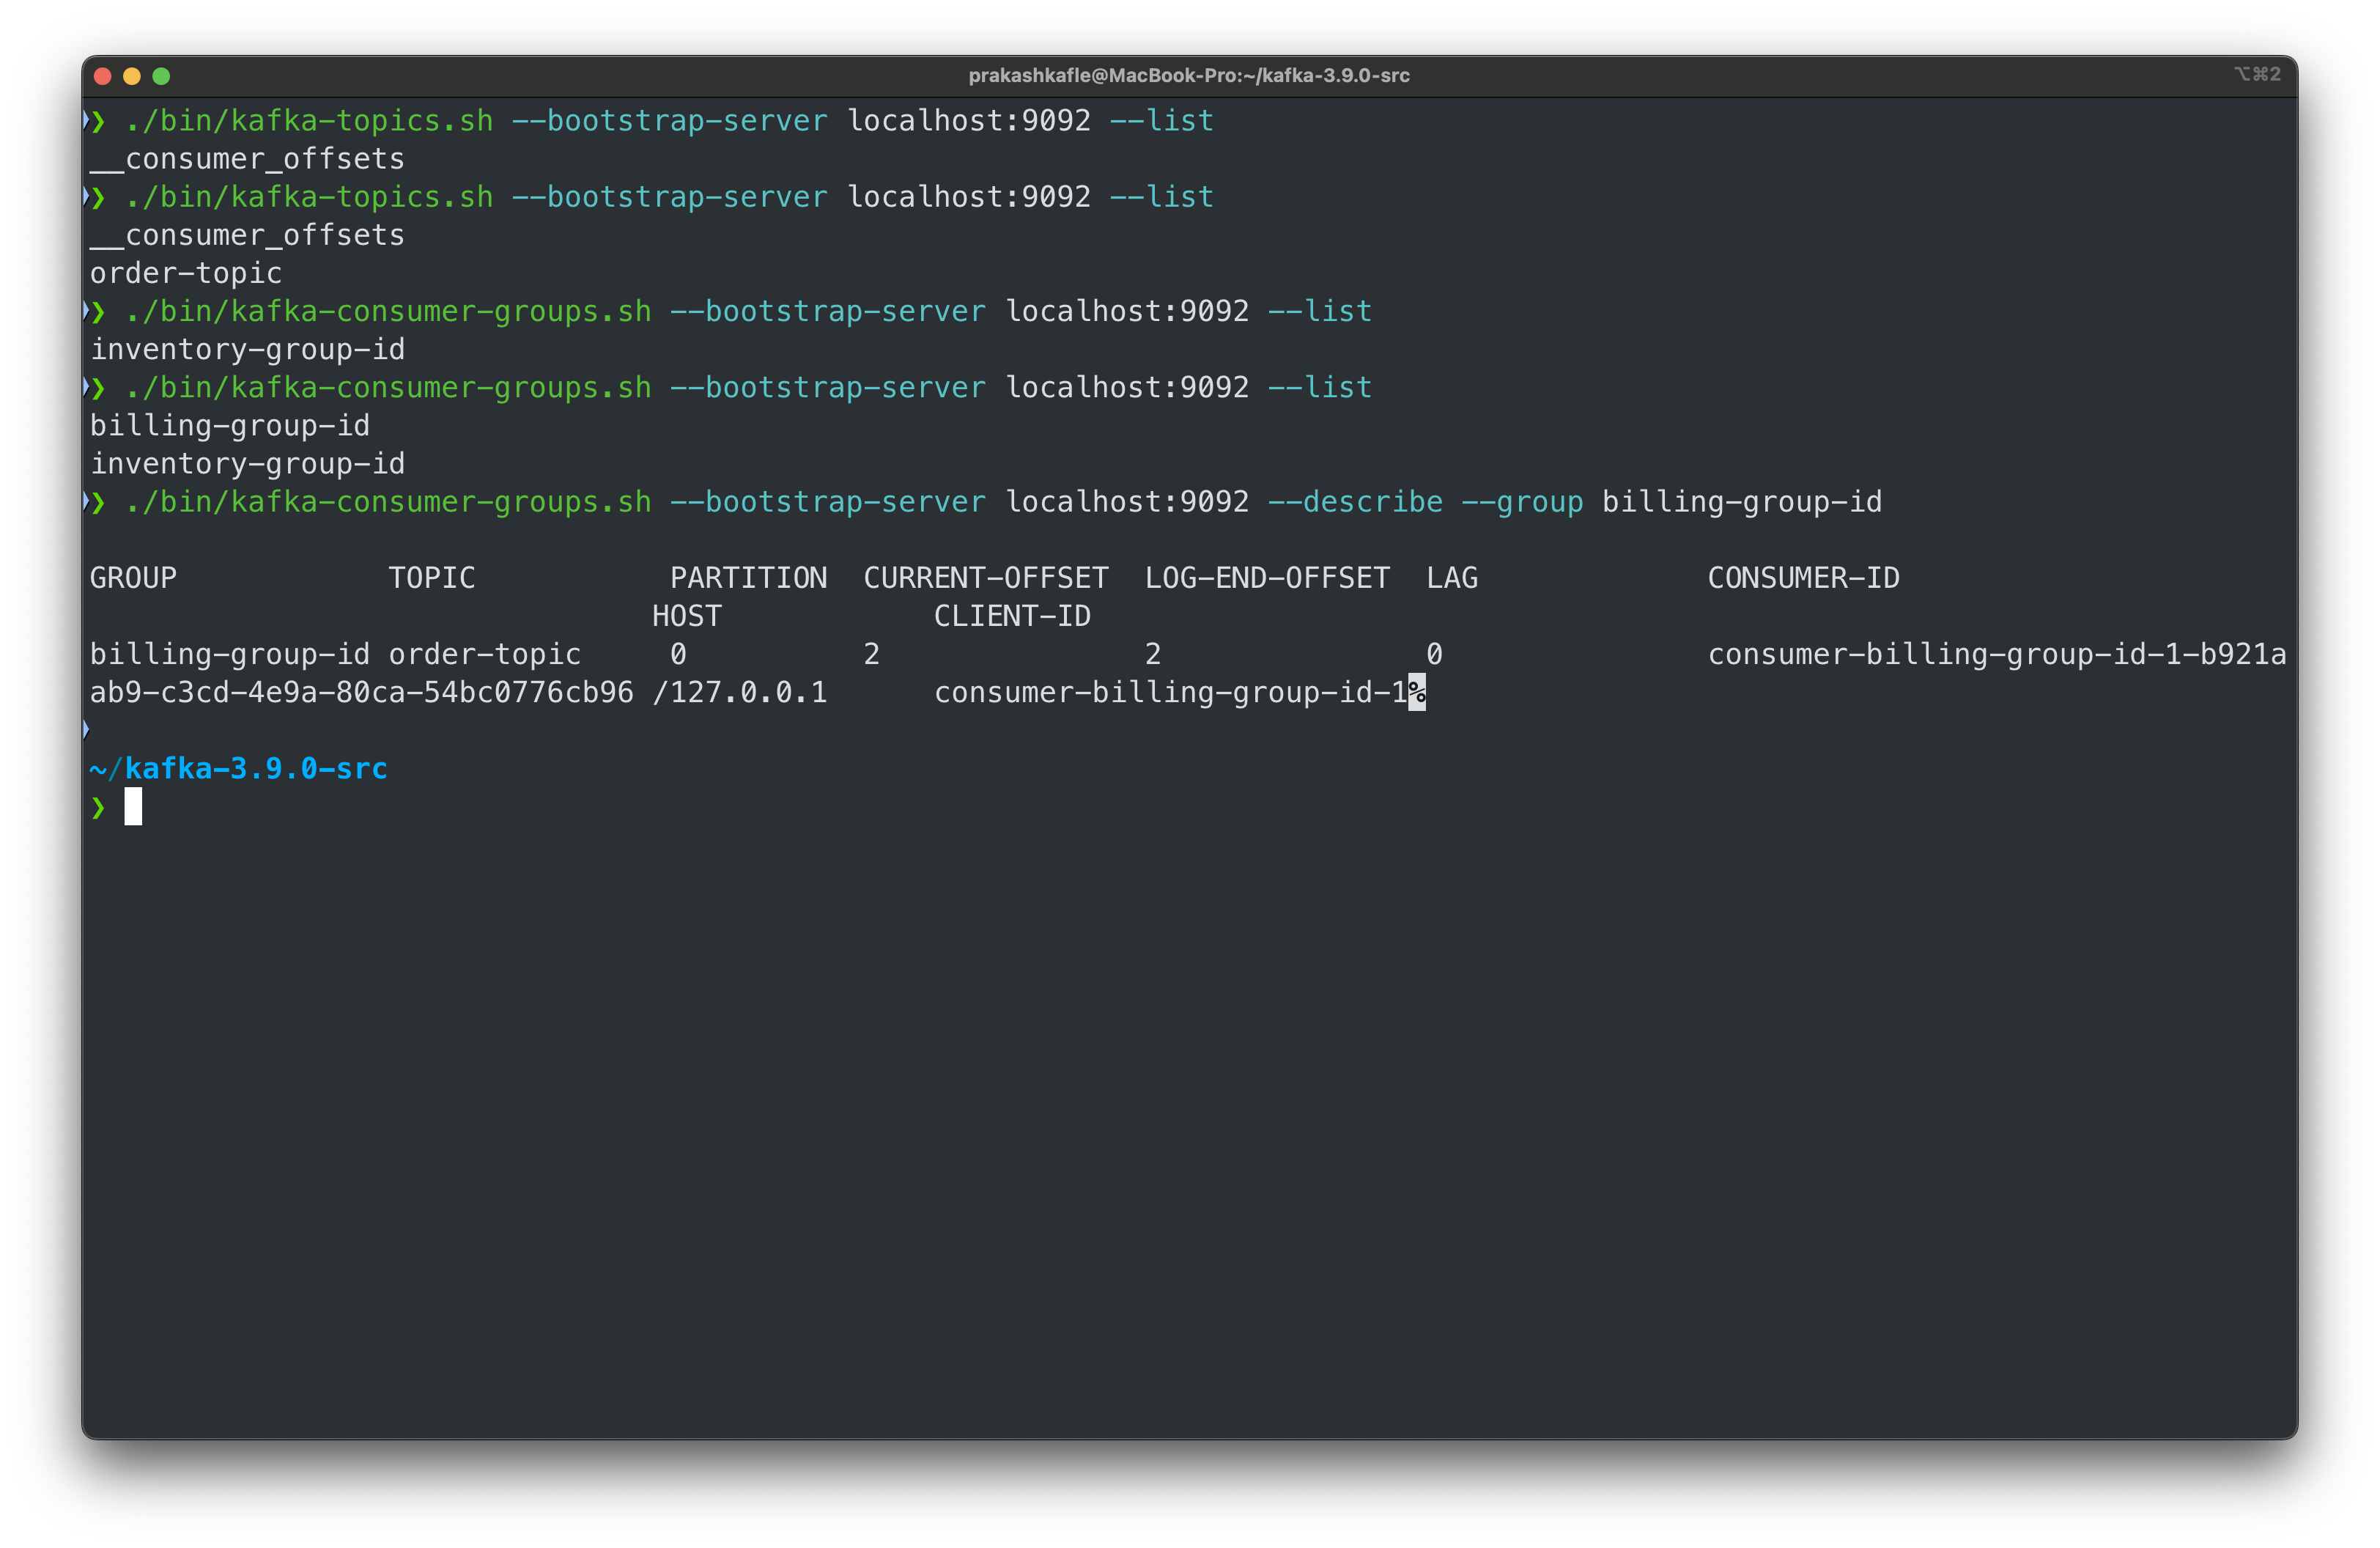 prakashkafle@MacBook-Pro:~/kafka-3.9.0-src
⌥⌘2
❯ ./bin/kafka-topics.sh --bootstrap-server localhost:9092 --list
__consumer_offsets
❯ ./bin/kafka-topics.sh --bootstrap-server localhost:9092 --list
__consumer_offsets
order-topic
❯ ./bin/kafka-consumer-groups.sh --bootstrap-server localhost:9092 --list
inventory-group-id
❯ ./bin/kafka-consumer-groups.sh --bootstrap-server localhost:9092 --list
billing-group-id
inventory-group-id
❯ ./bin/kafka-consumer-groups.sh --bootstrap-server localhost:9092 --describe --group billing-group-id
GROUP            TOPIC           PARTITION  CURRENT-OFFSET  LOG-END-OFFSET  LAG             CONSUMER-ID
                                HOST            CLIENT-ID
billing-group-id order-topic     0          2               2               0               consumer-billing-group-id-1-b921a
ab9-c3cd-4e9a-80ca-54bc0776cb96 /127.0.0.1      consumer-billing-group-id-1%
~/kafka-3.9.0-src
❯